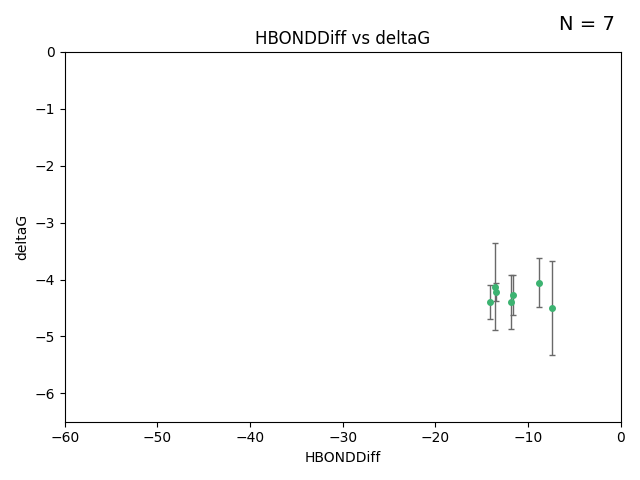 N = 7
HBONDDiff vs deltaG
0
−1
−2
−3
−4
−5
−6
deltaG
−60 −50 −40 −30 −20 −10 0
HBONDDiff